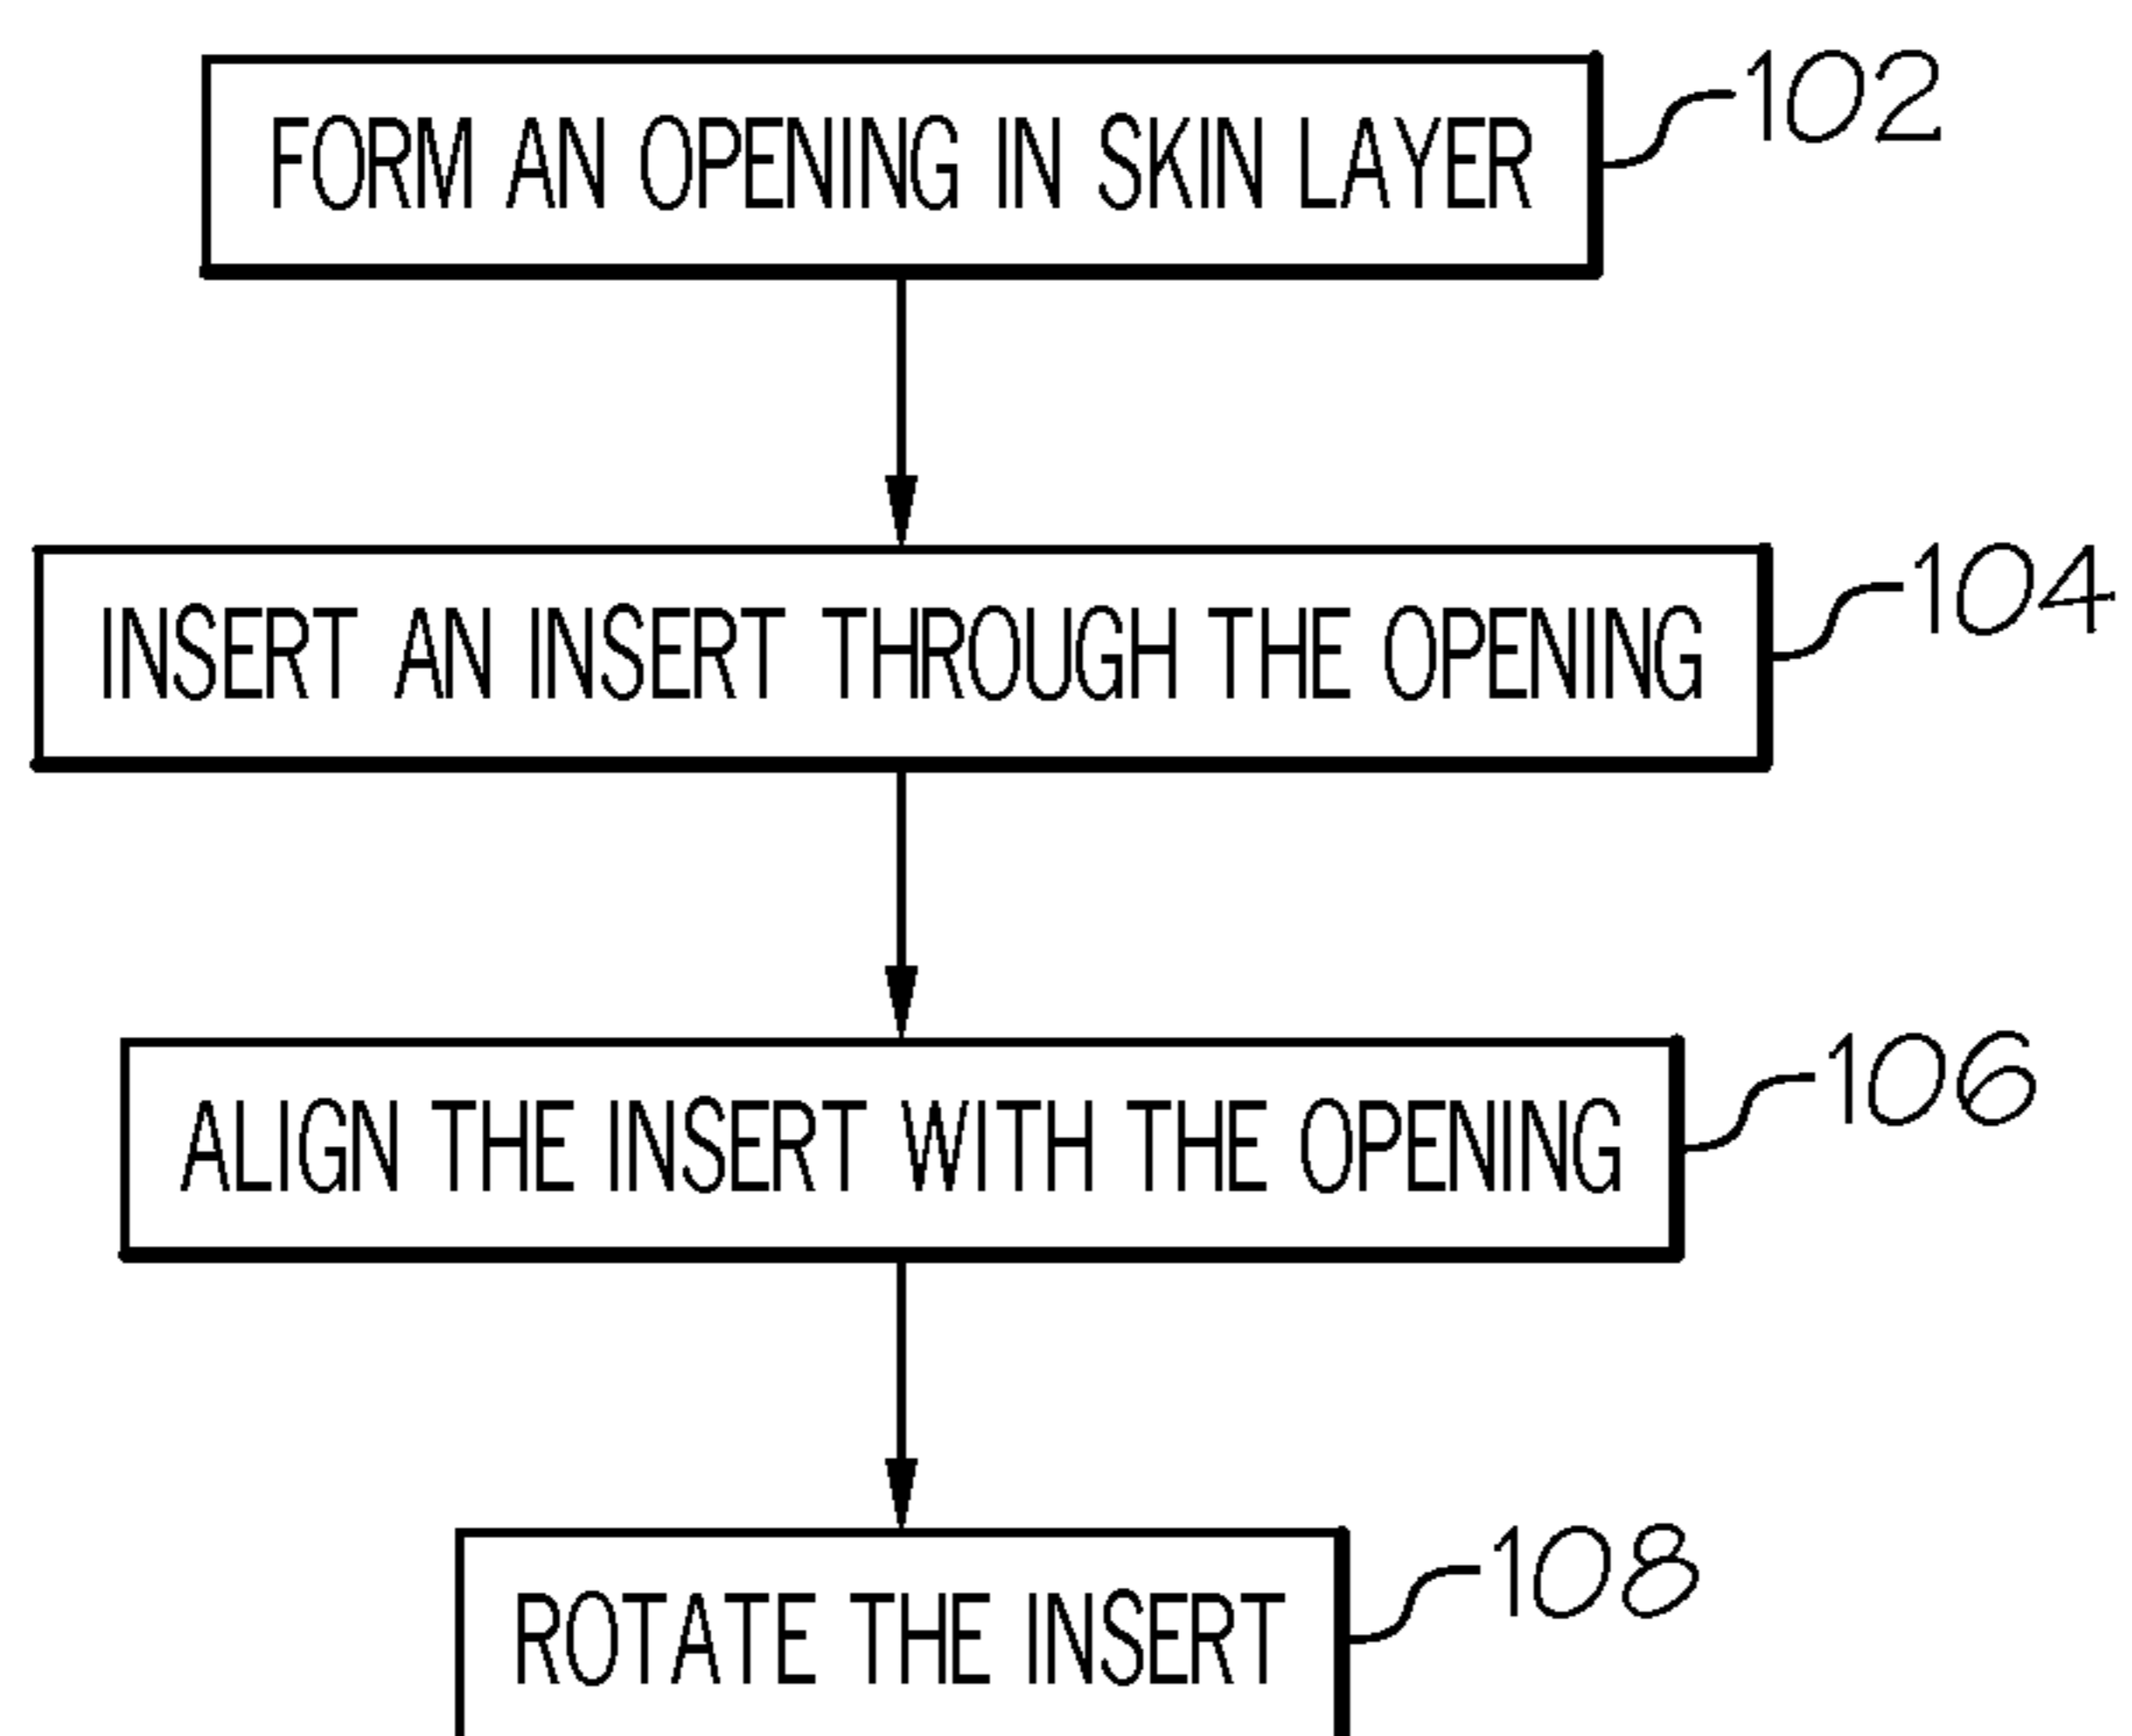 FORM AN OPENING IN SKIN LAYER
102
INSERT AN INSERT THROUGH THE OPENING
104
ALIGN THE INSERT WITH THE OPENING
106
ROTATE THE INSERT
108